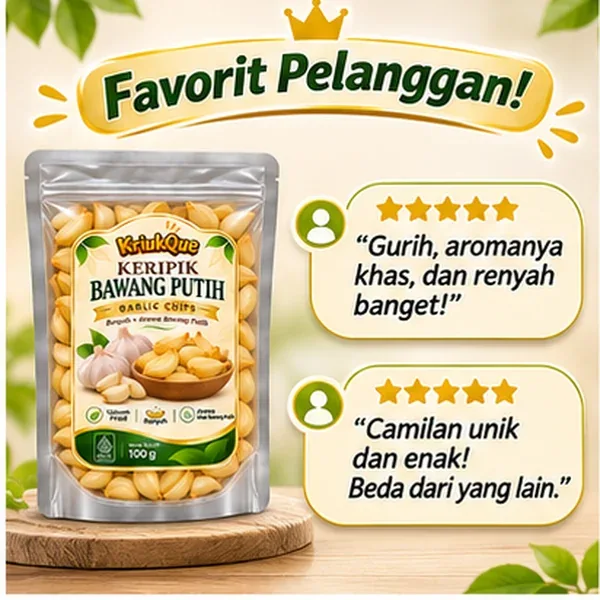 Favorit Pelanggan!
KriukQue
KERIPIK
BAWANG PUTIH
GARLIC CHIPS
Renyah
100 g
“Gurih, aromanya
khas, dan renyah
banget!”
“Camilan unik
dan enak!
Beda dari yang lain.”